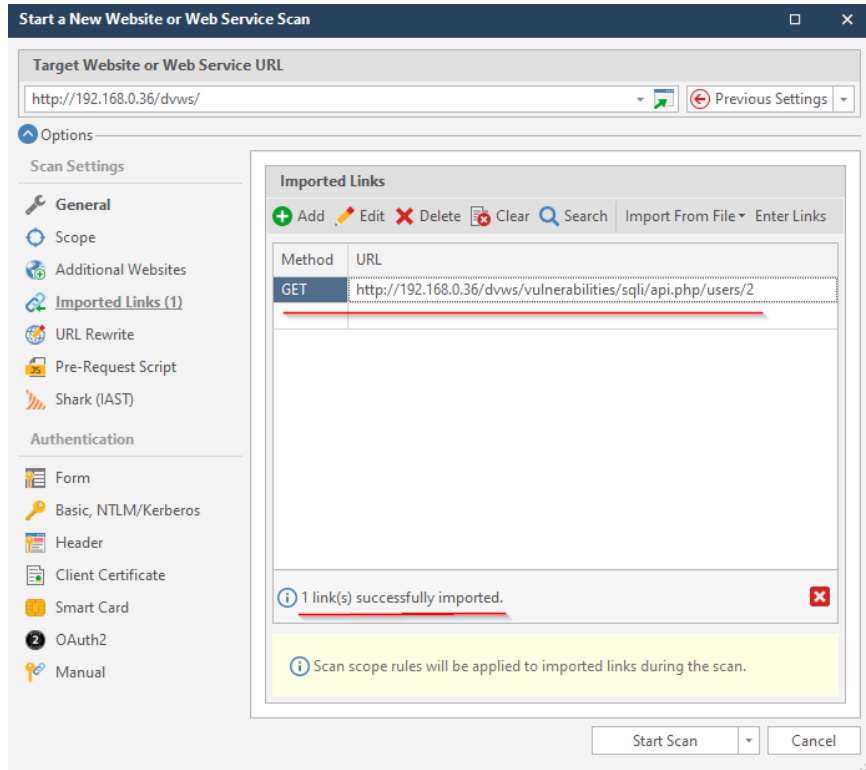 Start a New Website or Web Service Scan
Target Website or Web Service URL
http://192.168.0.36/dvws/
Previous Settings
Options
Scan Settings
General
Scope
Additional Websites
Imported Links (1)
URL Rewrite
JS
Pre-Request Script
Shark (IAST)
Authentication
Form
Basic, NTLM/Kerberos
Header
Client Certificate
Smart Card
2
OAuth2
Manual
Imported Links
Add Edit Delete Clear Search Import From File Enter Links
Method URL
GET http://192.168.0.36/dvws/vulnerabilities/sqli/api.php/users/2
1 link(s) successfully imported.
Scan scope rules will be applied to imported links during the scan.
Start Scan Cancel